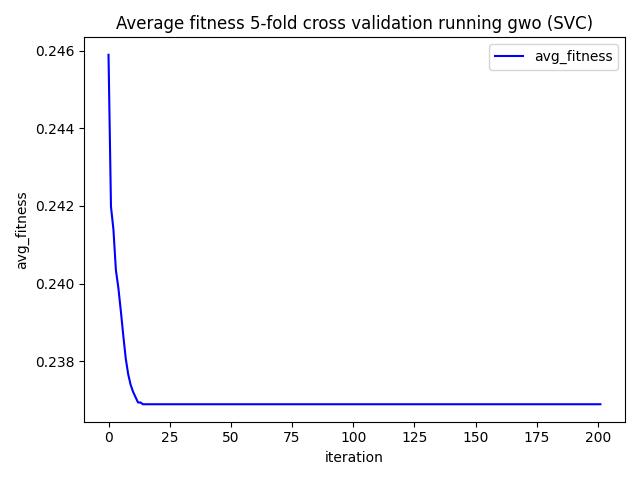 Average fitness 5-fold cross validation running gwo (SVC)
avg_fitness
0.246
0.244
0.242
0.240
0.238
avg_fitness
0 25 50 75 100 125 150 175 200
iteration